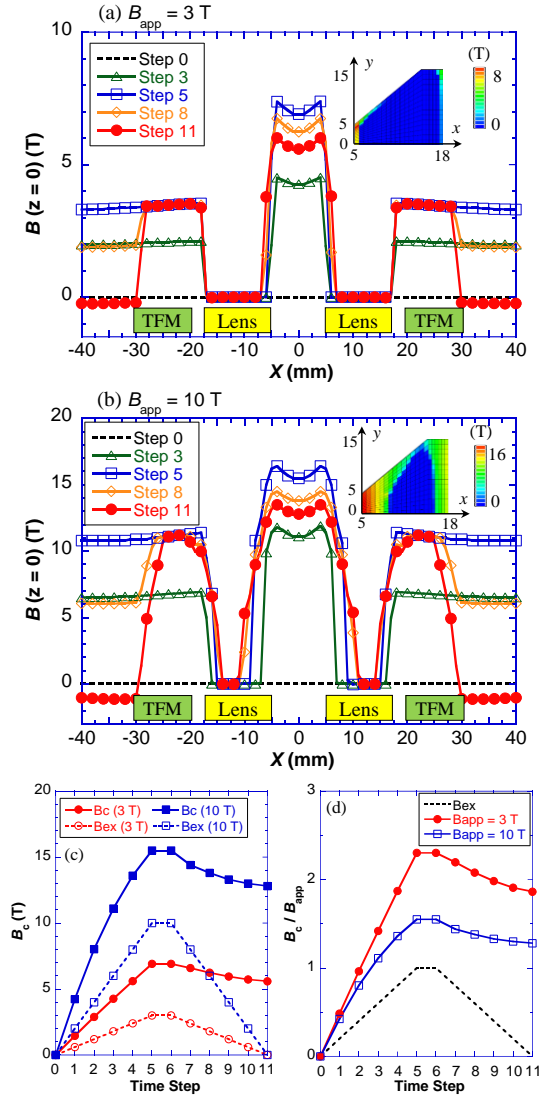 (a) B_app = 3 T
Step 0
Step 3
Step 5
Step 8
Step 11
(T)
8
0
y
15
5
0
x
5
18
B (z = 0) (T)
10
5
0
TFM
Lens
Lens
TFM
-40 -30 -20 -10 0 10 20 30 40
X (mm)
(b) B_app = 10 T
Step 0
Step 3
Step 5
Step 8
Step 11
(T)
16
0
y
15
5
0
x
5
18
B (z = 0) (T)
20
15
10
5
0
TFM
Lens
Lens
TFM
-40 -30 -20 -10 0 10 20 30 40
X (mm)
Bc (3 T) Bc (10 T)
Bex (3 T) Bex (10 T)
(c)
B_c (T)
20
15
10
5
0
0 1 2 3 4 5 6 7 8 9 10 11
Time Step
(d)
Bex
Bapp = 3 T
Bapp = 10 T
B_c / B_app
3
2
1
0
0 1 2 3 4 5 6 7 8 9 10 11
Time Step